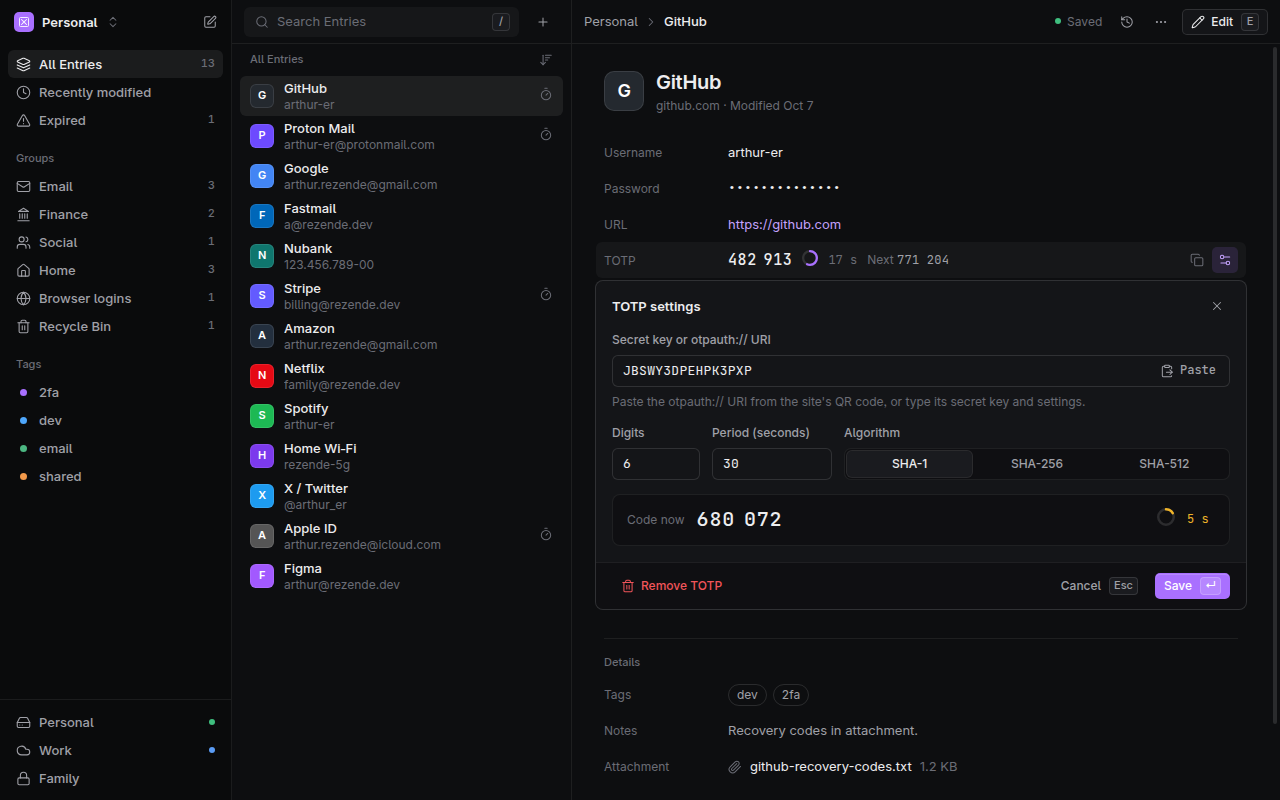 Personal
All Entries 13
Recently modified
Expired 1
Groups
Email 3
Finance 2
Social 1
Home 3
Browser logins 1
Recycle Bin 1
Tags
2fa
dev
email
shared
Personal
Work
Family
Search Entries /
All Entries
G GitHub
arthur-er
P Proton Mail
arthur-er@protonmail.com
G Google
arthur.rezende@gmail.com
F Fastmail
a@rezende.dev
N Nubank
123.456.789-00
S Stripe
billing@rezende.dev
A Amazon
arthur.rezende@gmail.com
N Netflix
family@rezende.dev
S Spotify
arthur-er
H Home Wi-Fi
rezende-5g
X X / Twitter
@arthur_er
A Apple ID
arthur.rezende@icloud.com
F Figma
arthur@rezende.dev
Personal > GitHub Saved Edit E
G GitHub
github.com · Modified Oct 7
Username arthur-er
Password ••••••••••••••
URL https://github.com
TOTP 482 913 17 s Next 771 204
TOTP settings
Secret key or otpauth:// URI
JBSWY3DPEHPK3PXP Paste
Paste the otpauth:// URI from the site's QR code, or type its secret key and settings.
Digits Period (seconds) Algorithm
6 30 SHA-1 SHA-256 SHA-512
Code now 680 072 5 s
Remove TOTP Cancel Esc Save
Details
Tags dev 2fa
Notes Recovery codes in attachment.
Attachment github-recovery-codes.txt 1.2 KB